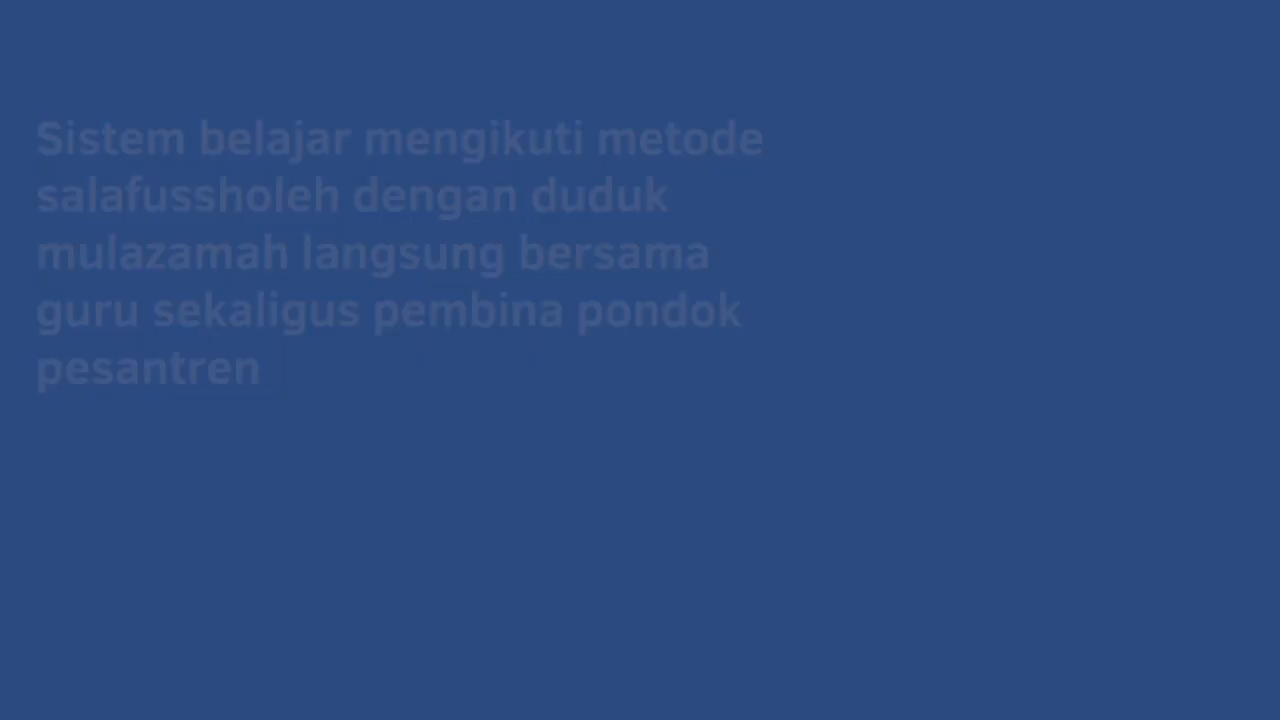 Sistem belajar mengikuti metode
salafussholeh dengan duduk
mulazamah langsung bersama
guru sekaligus pembina pondok
pesantren